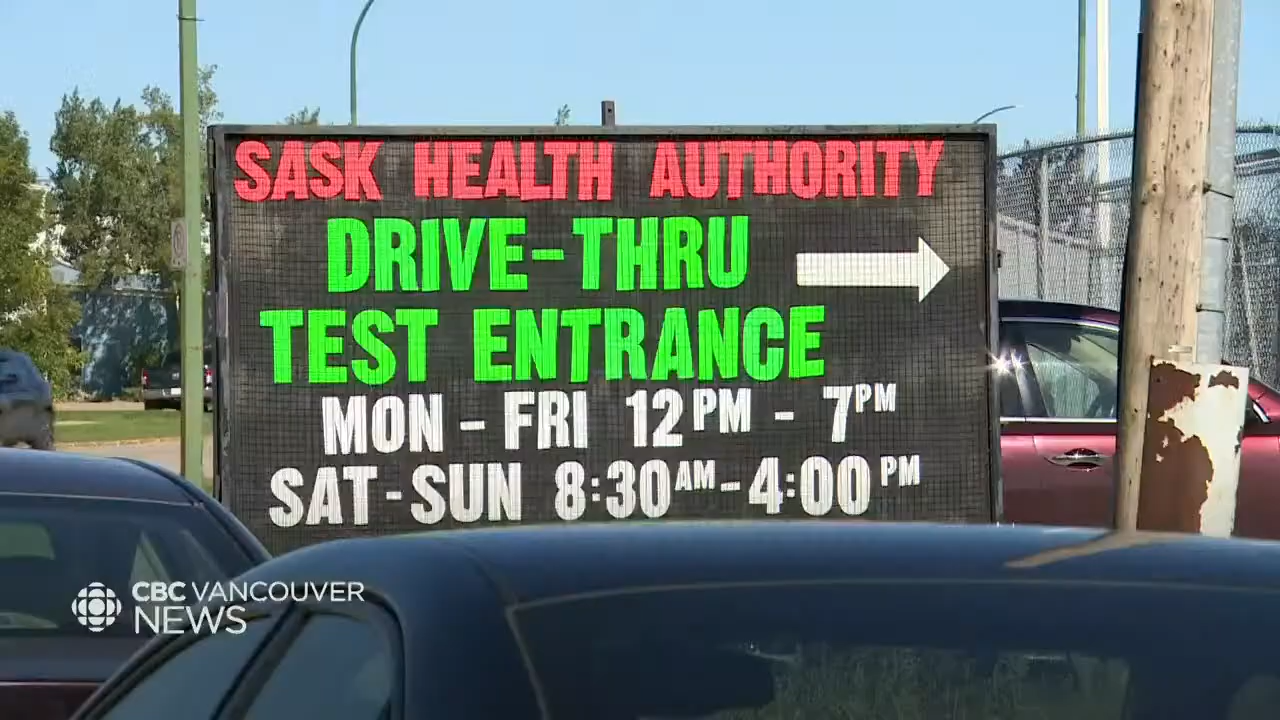 SASK HEALTH AUTHORITY
DRIVE-THRU
TEST ENTRANCE
MON - FRI 12PM - 7PM
SAT-SUN 8:30AM-4:00PM
CBC VANCOUVER
NEWS